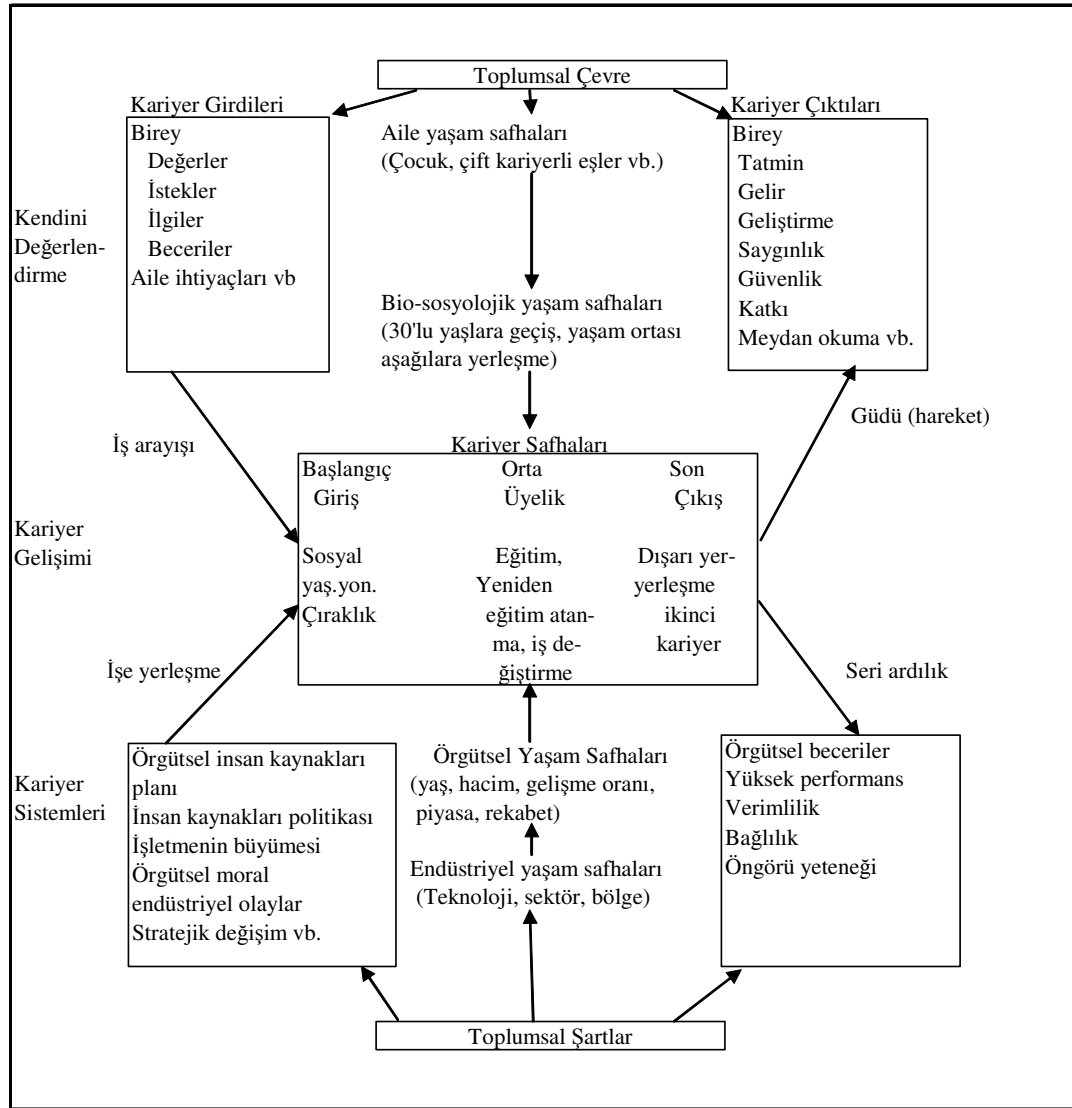 Toplumsal Çevre
Kariyer Girdileri
Birey
Değerler
İstekler
İlgiler
Beceriler
Aile ihtiyaçları vb
Aile yaşam safhaları
(Çocuk, çift kariyerli eşler vb.)
Kariyer Çıktıları
Birey
Tatmin
Gelir
Geliştirme
Saygınlık
Güvenlik
Katkı
Meydan okuma vb.
Kendini
Değerlen-
dirme
Bio-sosyolojik yaşam safhaları
(30'lu yaşlara geçiş, yaşam ortası
aşağılara yerleşme)
İş arayışı
Güdü (hareket)
Kariyer Safhaları
Başlangıç
Giriş
Orta
Üyelik
Son
Çıkış
Kariyer
Gelişimi
Sosyal
yaş.yon.
Çıraklık
Eğitim,
Yeniden
eğitim atan-
ma, iş de-
ğiştirme
Dışarı yer-
yerleşme
ikinci
kariyer
İşe yerleşme
Seri ardılık
Kariyer
Sistemleri
Örgütsel insan kaynakları
planı
İnsan kaynakları politikası
İşletmenin büyümesi
Örgütsel moral
endüstriyel olaylar
Stratejik değişim vb.
Örgütsel Yaşam Safhaları
(yaş, hacim, gelişme oranı,
piyasa, rekabet)
Endüstriyel yaşam safhaları
(Teknoloji, sektör, bölge)
Örgütsel beceriler
Yüksek performans
Verimlilik
Bağlılık
Öngörü yeteneği
Toplumsal Şartlar